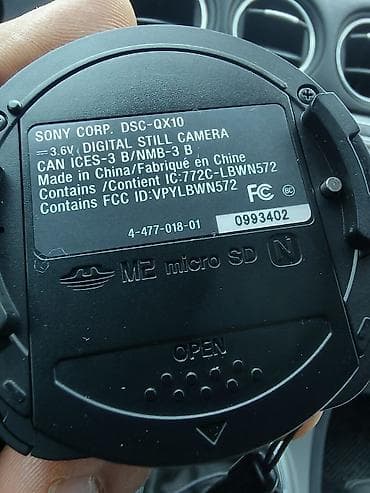 SONY CORP. DSC-QX10
⎓3.6V DIGITAL STILL CAMERA
CAN ICES-3 B/NMB-3 B
Made in China/Fabriqué en Chine
Contains /Contient IC:772C-LBWN572
Contains FCC ID:VPYLBWN572
FC BC
4-477-018-01 0993402
M2 micro SD N
OPEN